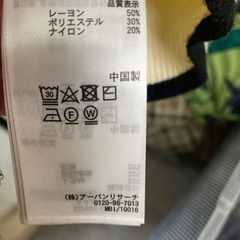 品質表示
レーヨン 50%
ポリエステル 30%
ナイロン 20%
中国製
30
W
(株)アーバンリサーチ
0120-96-7013
MB11/10016